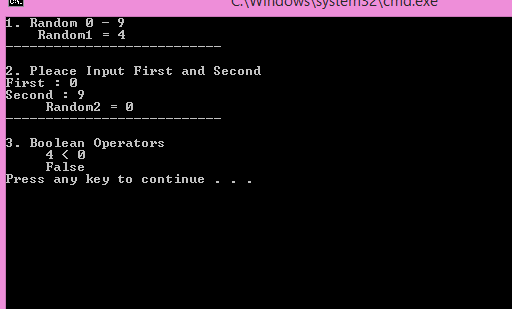 C:\Windows\system32\cmd.exe
1. Random 0 - 9
Random1 = 4
---------------------------
2. Pleace Input First and Second
First : 0
Second : 9
Random2 = 0
---------------------------
3. Boolean Operators
4 < 0
False
Press any key to continue . . .